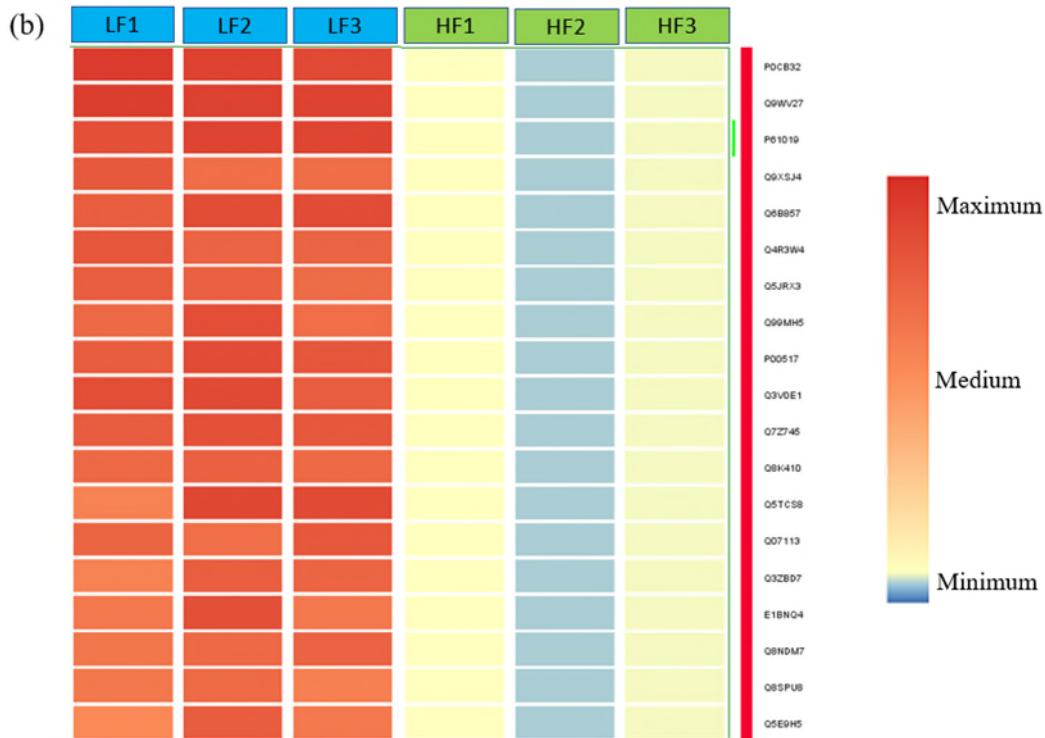 (b)
LF1 LF2 LF3 HF1 HF2 HF3
P0CB32
Q9WV27
P61019
Q9XSJ4
Q6B857
Q4R3W4
Q5JRX3
Q99MH5
P00517
Q3V0E1
Q7Z745
Q8K410
Q5TCS8
Q07113
Q3ZBD7
E1BNQ4
Q8NDM7
Q8SPU8
Q5E9H5
Maximum
Medium
Minimum